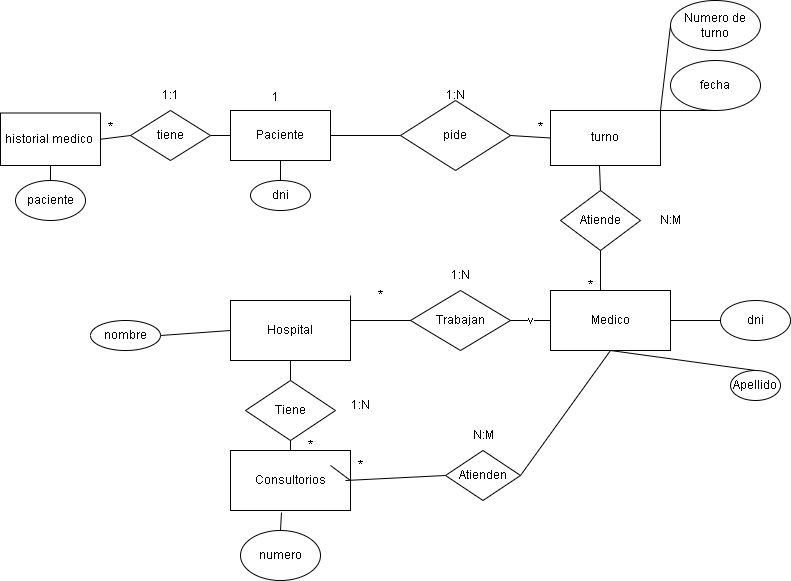 Numero de
turno
fecha
1:1
1
1:N
*
*
historial medico
tiene
Paciente
pide
turno
paciente
dni
Atiende
N:M
*
*
1:N
nombre
Hospital
Trabajan
v
Medico
dni
Apellido
Tiene
1:N
*
N:M
*
Consultorios
Atienden
numero